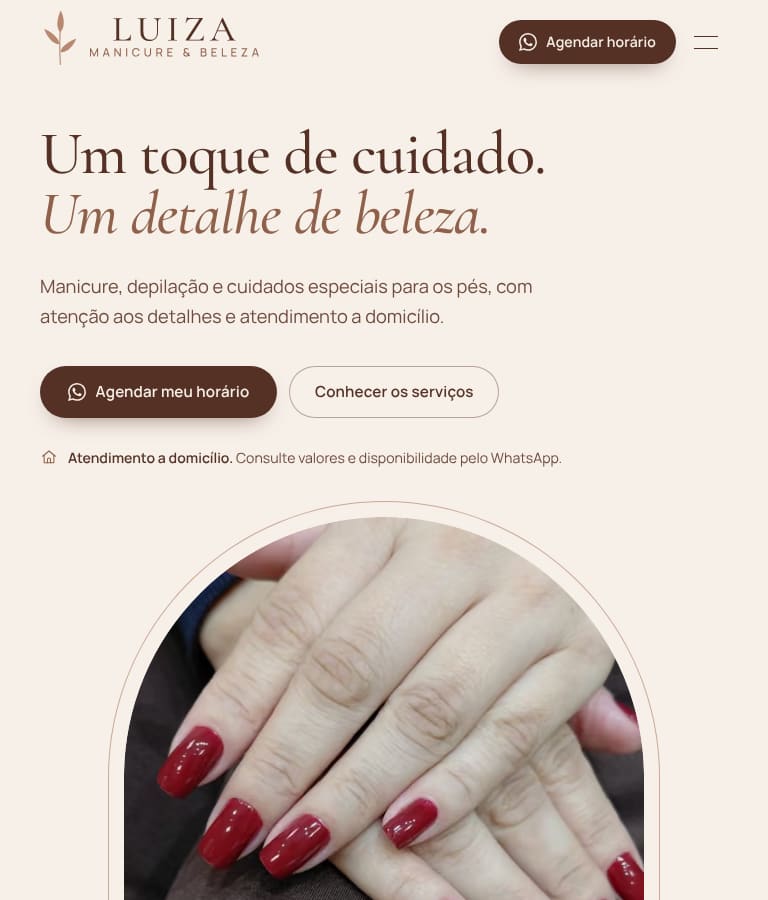 LUIZA
MANICURE & BELEZA
Agendar horário
Um toque de cuidado.
Um detalhe de beleza.
Manicure, depilação e cuidados especiais para os pés, com
atenção aos detalhes e atendimento a domicílio.
Agendar meu horário
Conhecer os serviços
Atendimento a domicílio. Consulte valores e disponibilidade pelo WhatsApp.